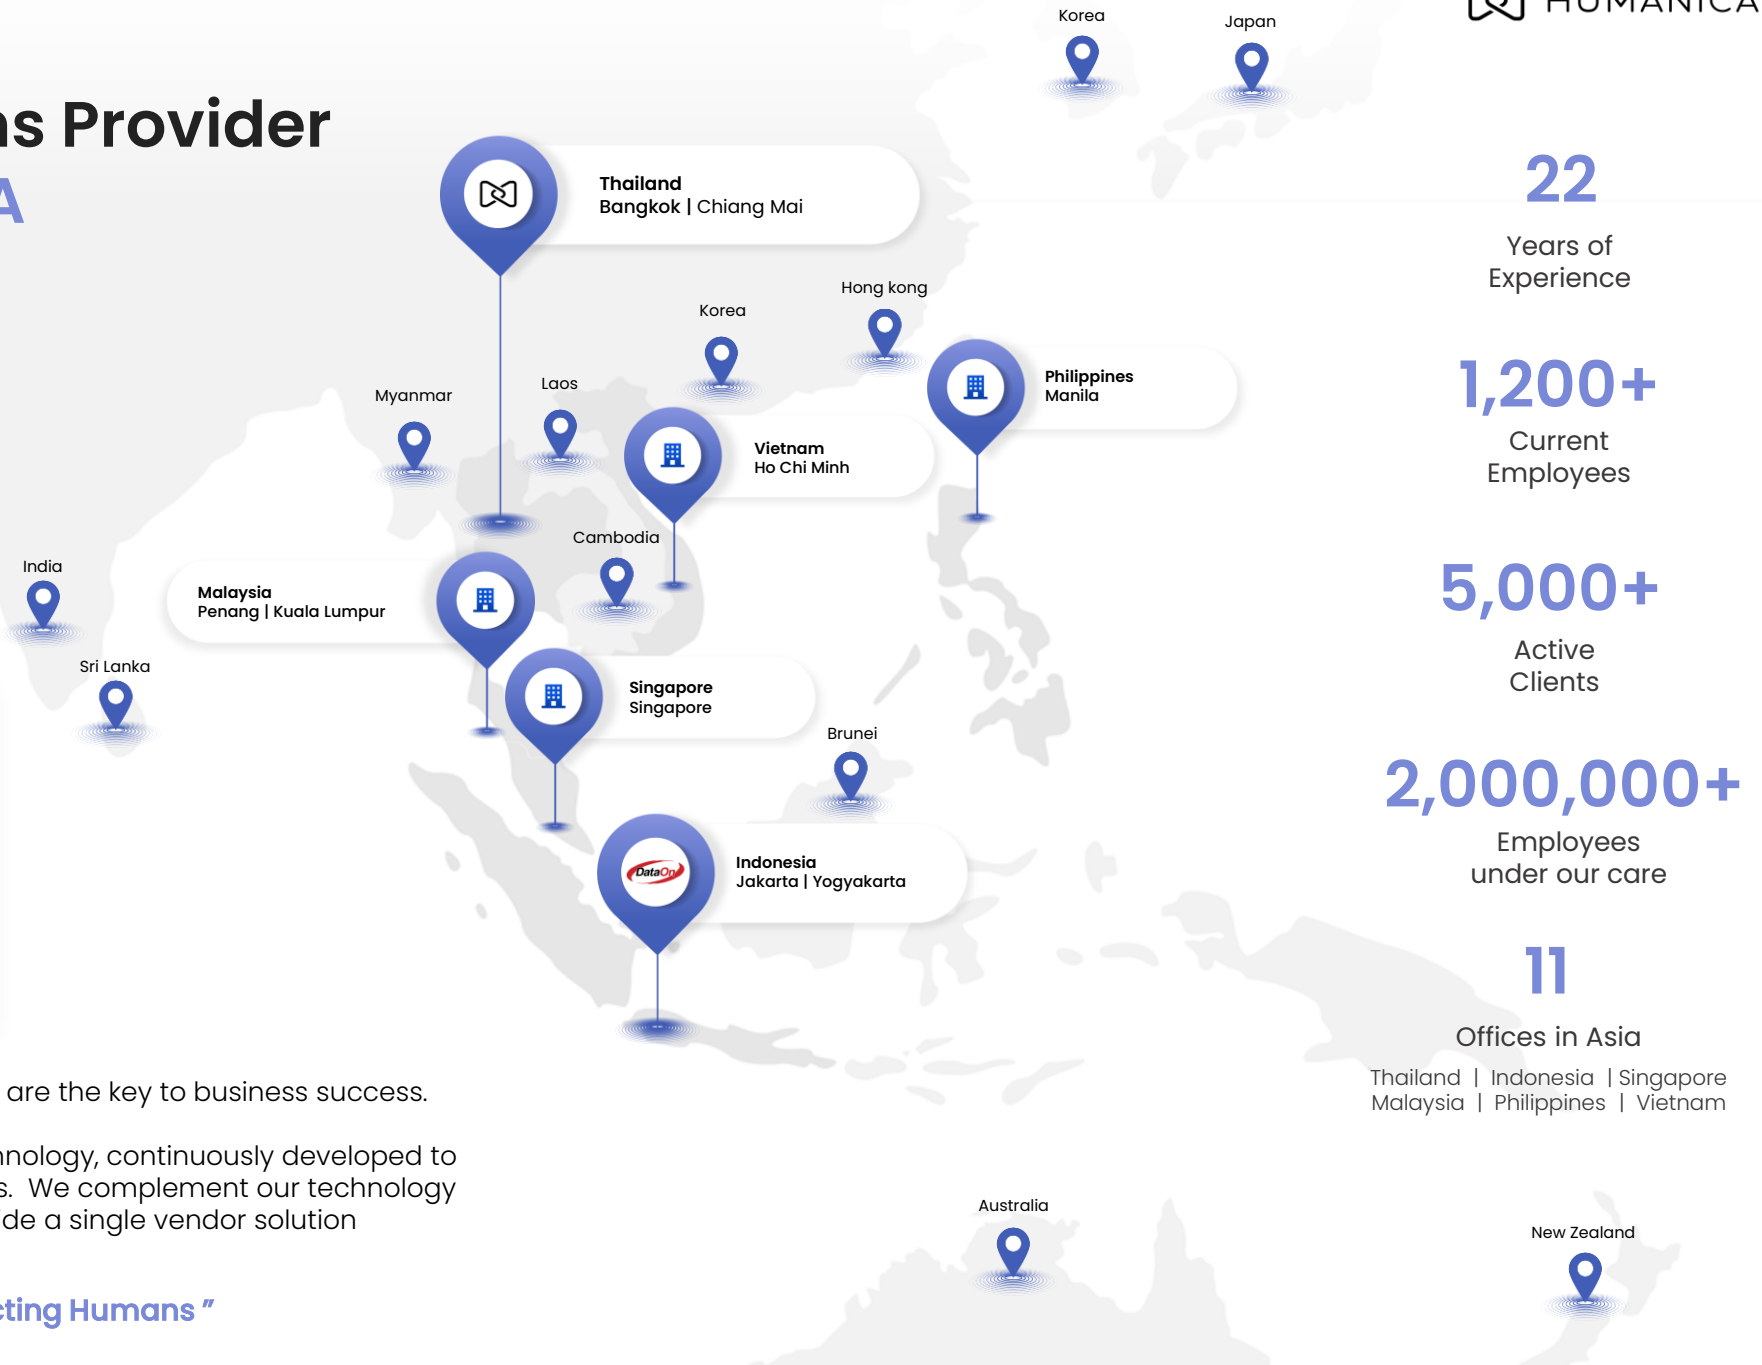 HUMANICA
Korea
Japan
ns Provider
A
Thailand
Bangkok | Chiang Mai
Hong kong
Korea
Philippines
Manila
Laos
Myanmar
Vietnam
Ho Chi Minh
Cambodia
India
Malaysia
Penang | Kuala Lumpur
Sri Lanka
Singapore
Singapore
Brunei
DataOn
Indonesia
Jakarta | Yogyakarta
are the key to business success.
hnology, continuously developed to
s. We complement our technology
ide a single vendor solution
cting Humans ”
Australia
New Zealand
22
Years of
Experience
1,200+
Current
Employees
5,000+
Active
Clients
2,000,000+
Employees
under our care
11
Offices in Asia
Thailand | Indonesia | Singapore
Malaysia | Philippines | Vietnam